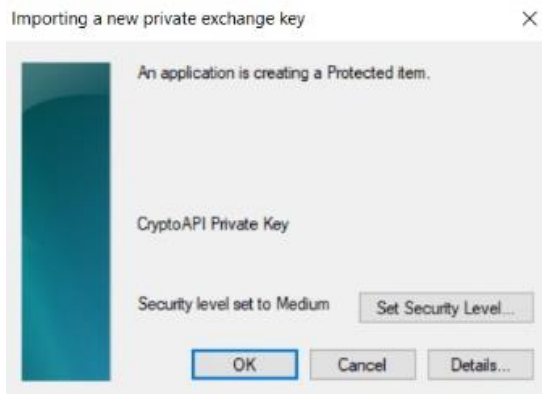 Importing a new private exchange key
An application is creating a Protected item.
CryptoAPI Private Key
Security level set to Medium
Set Security Level...
OK
Cancel
Details...